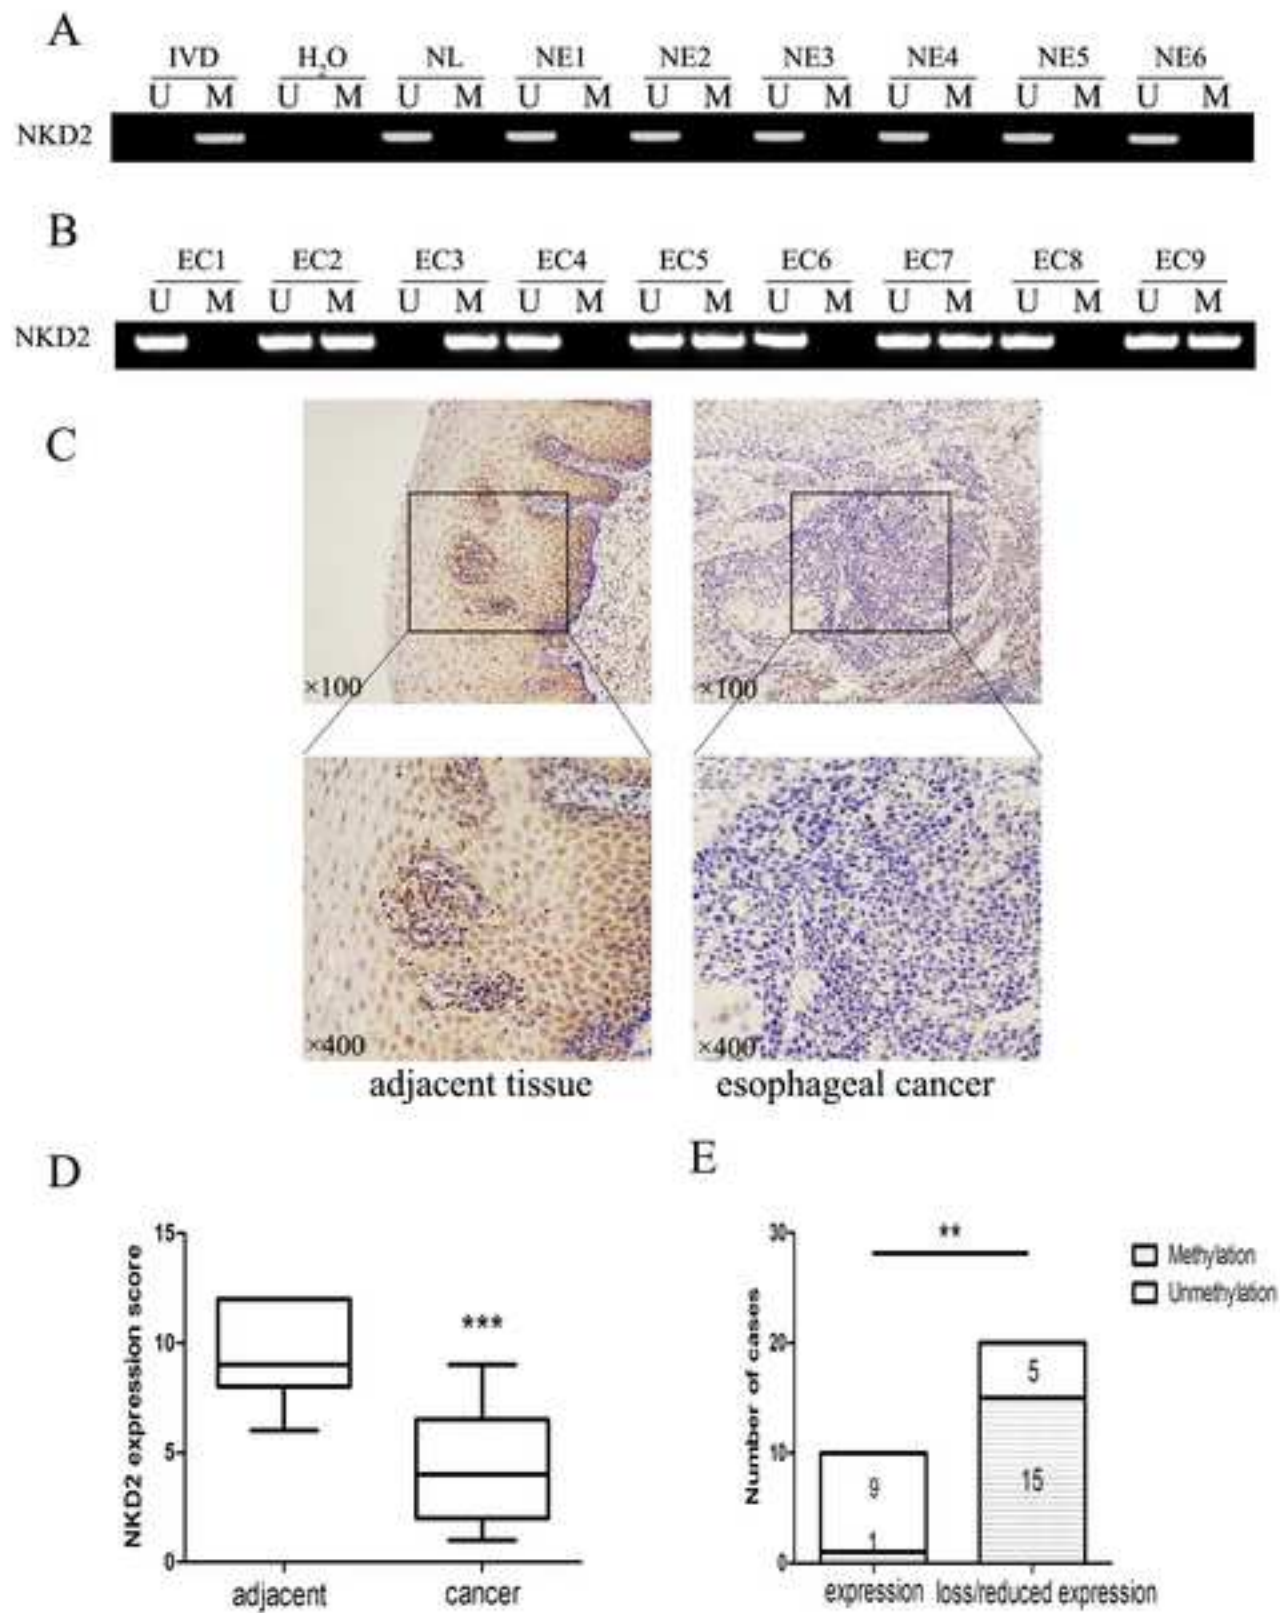 A
IVD H₂O NL NE1 NE2 NE3 NE4 NE5 NE6
U M U M U M U M U M U M U M U M U M
NKD2
B
EC1 EC2 EC3 EC4 EC5 EC6 EC7 EC8 EC9
U M U M U M U M U M U M U M U M U M
NKD2
C
×100 ×100
×400 ×400
adjacent tissue esophageal cancer
D
NKD2 expression score
15
10
5
0
***
adjacent cancer
E
Number of cases
30
20
10
0
**
Methylation
Unmethylation
9
1
5
15
expression loss/reduced expression